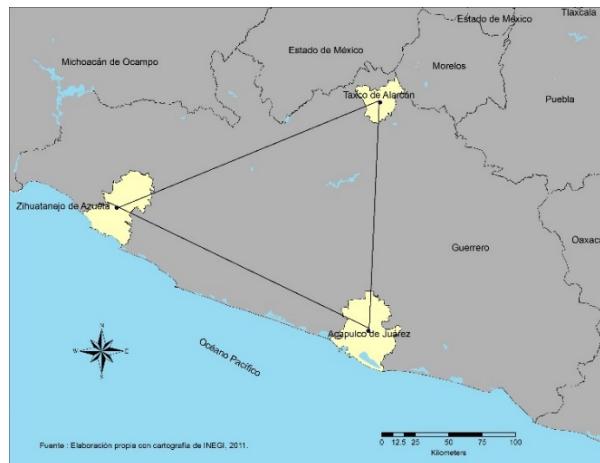 Tlaxcala
Estado de México
Estado de México
Michoacán de Ocampo
Morelos
Taxco de Alarcón
Puebla
Zihuatanejo de Azueta
Guerrero
Oaxaca
Acapulco de Juárez
N
W
E
S
Océano Pacífico
0 12.5 25 50 75 100
Kilometers
Fuente : Elaboración propia con cartografía de INEGI, 2011.